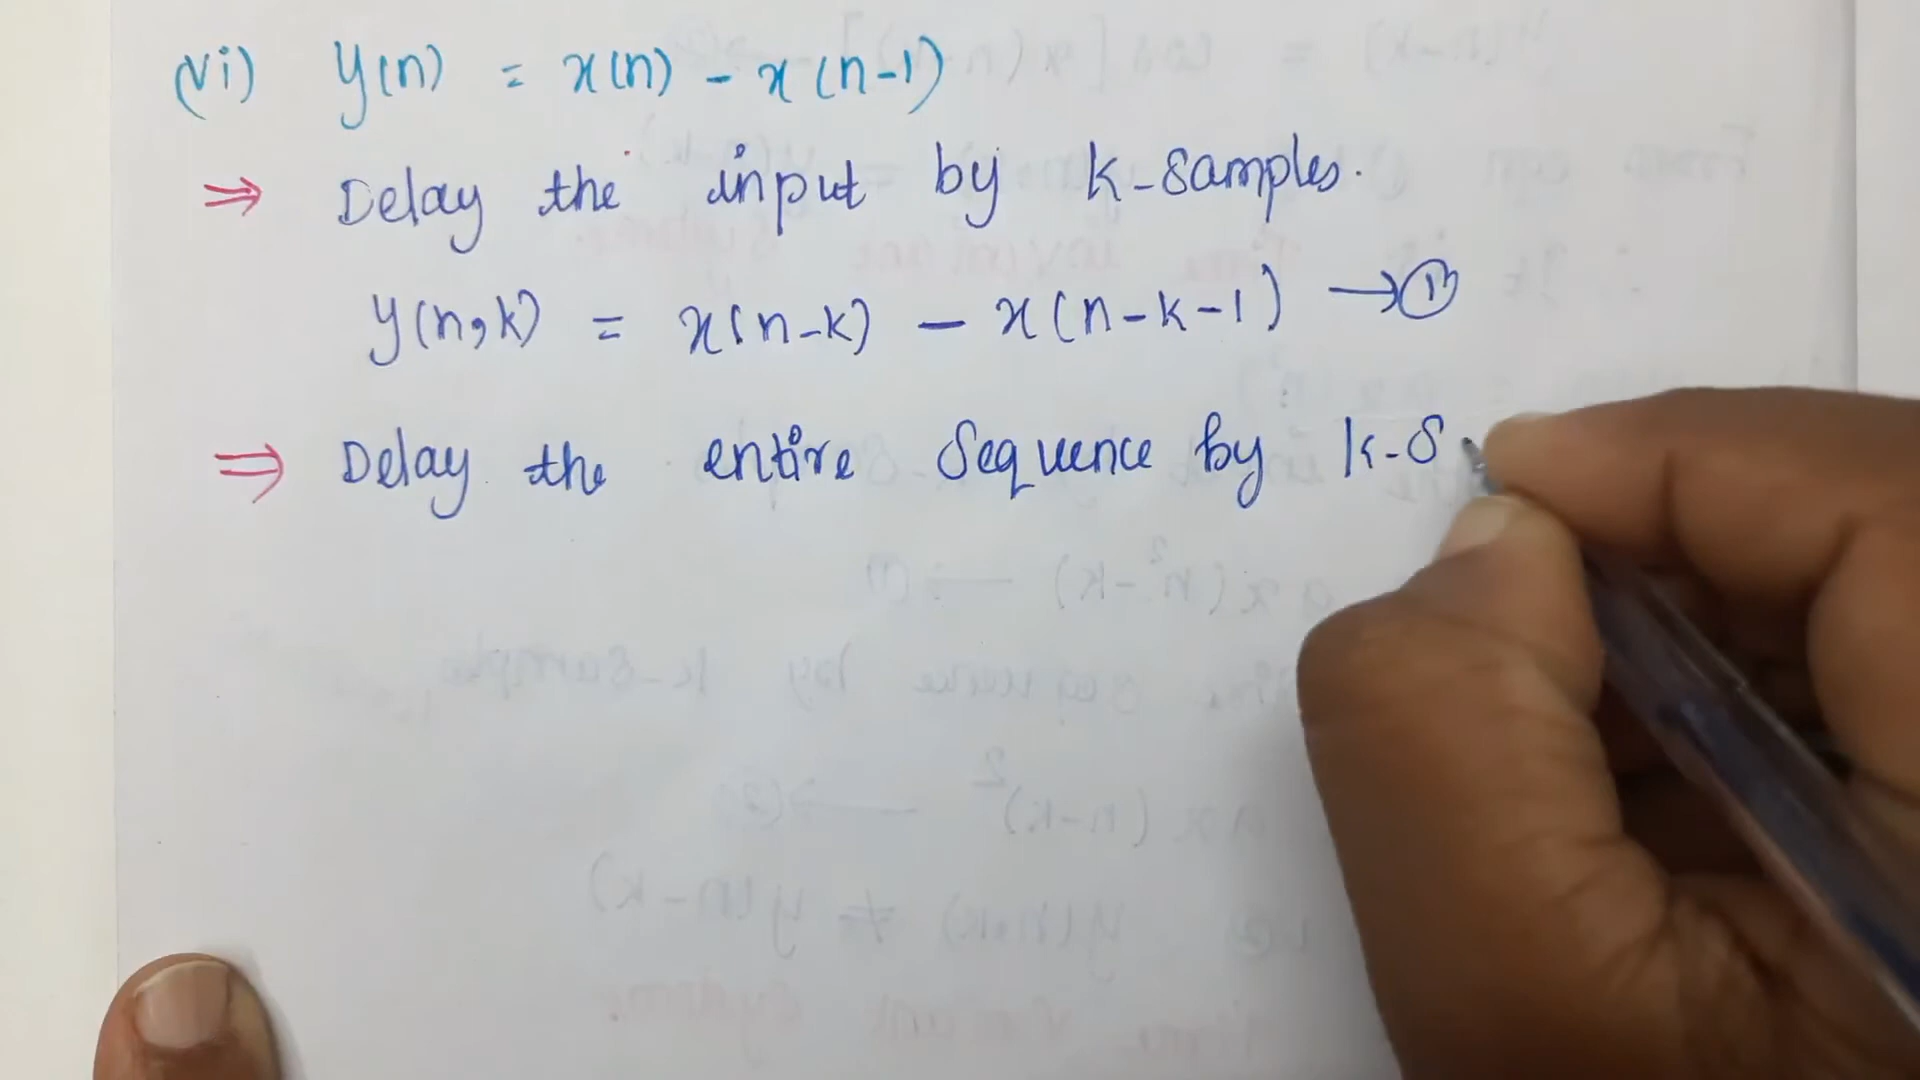 (vi) y(n) = x(n) - x(n-1)
⇒ Delay the input by k-samples.
y(n,k) = x(n-k) - x(n-k-1) → ①
⇒ Delay the entire Sequence by k-s